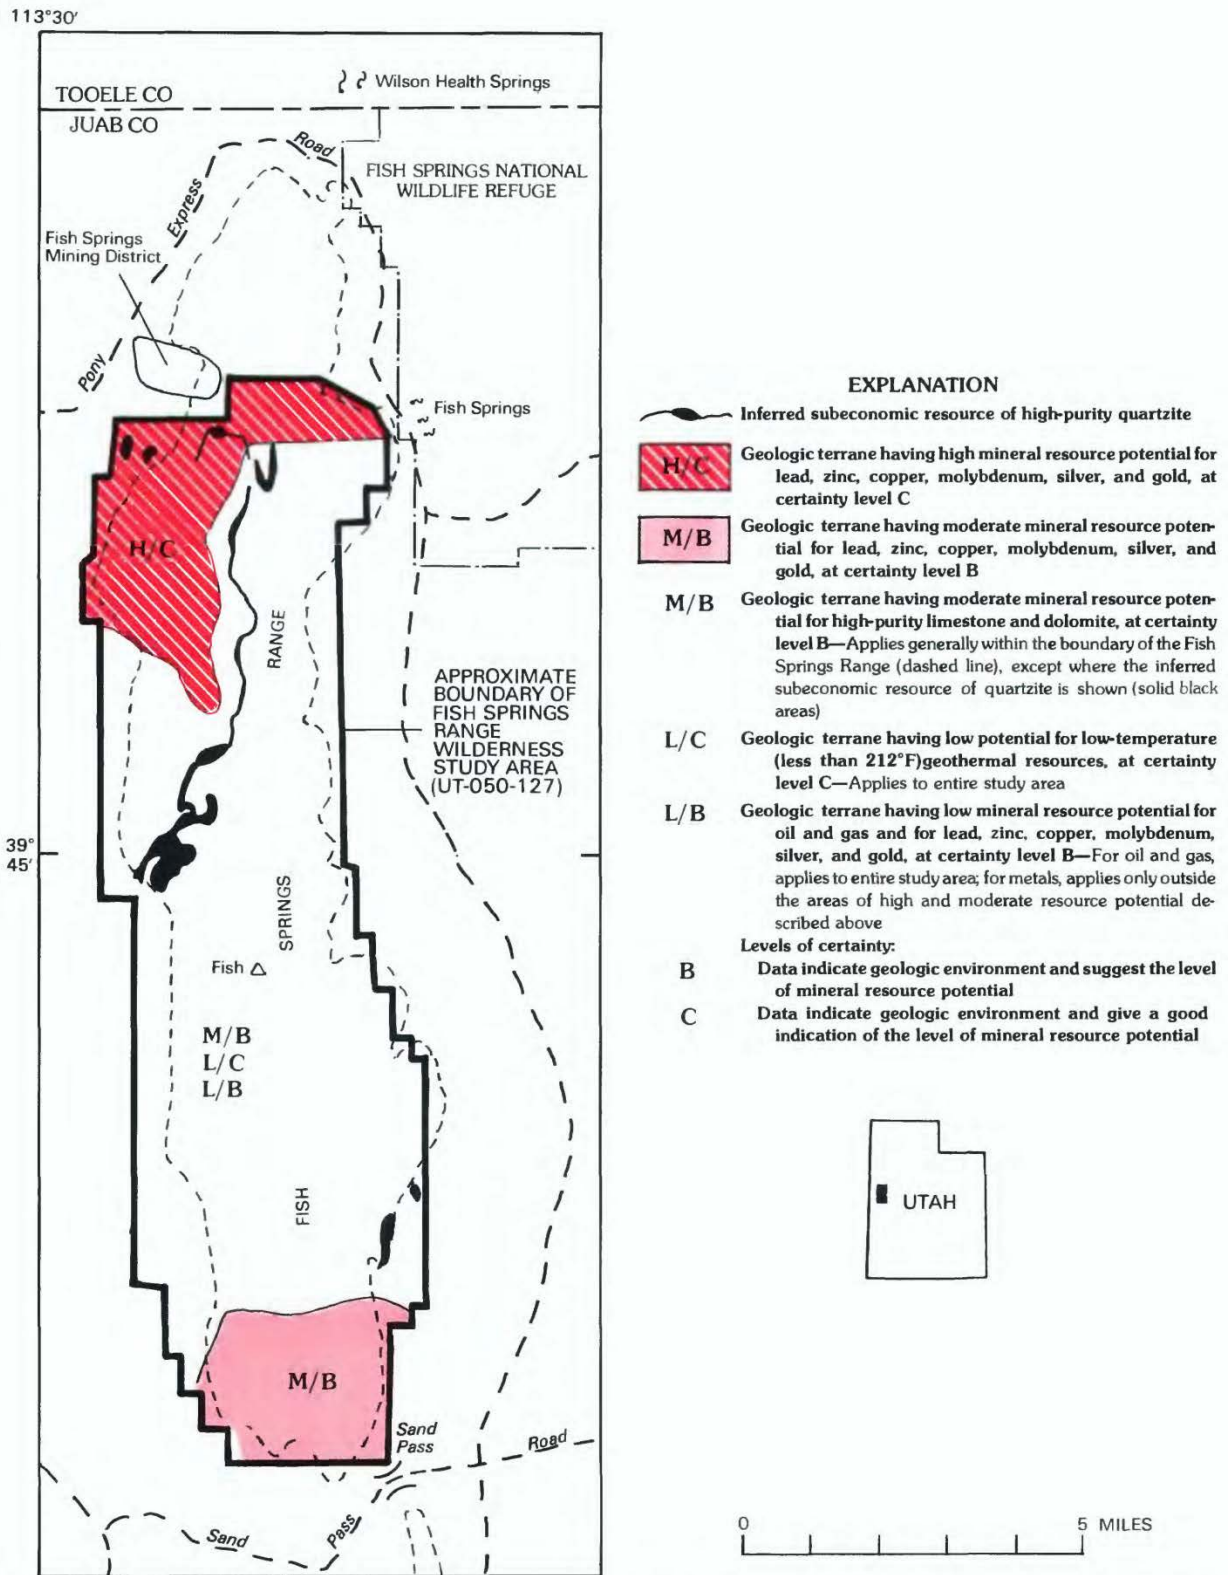 113°30'
Wilson Health Springs
TOOELE CO
JUAB CO
Road
FISH SPRINGS NATIONAL
WILDLIFE REFUGE
Express
Fish Springs
Mining District
Pony
Fish Springs
H/C
RANGE
APPROXIMATE
BOUNDARY OF
FISH SPRINGS
RANGE
WILDERNESS
STUDY AREA
(UT-050-127)
39°
45'
SPRINGS
Fish
M/B
L/C
L/B
FISH
M/B
Sand
Pass
Road
Sand
Pass
EXPLANATION
Inferred subeconomic resource of high-purity quartzite
H/C
Geologic terrane having high mineral resource potential for
lead, zinc, copper, molybdenum, silver, and gold, at
certainty level C
M/B
Geologic terrane having moderate mineral resource poten-
tial for lead, zinc, copper, molybdenum, silver, and
gold, at certainty level B
M/B
Geologic terrane having moderate mineral resource poten-
tial for high-purity limestone and dolomite, at certainty
level B—Applies generally within the boundary of the Fish
Springs Range (dashed line), except where the inferred
subeconomic resource of quartzite is shown (solid black
areas)
L/C
Geologic terrane having low potential for low-temperature
(less than 212°F)geothermal resources, at certainty
level C—Applies to entire study area
L/B
Geologic terrane having low mineral resource potential for
oil and gas and for lead, zinc, copper, molybdenum,
silver, and gold, at certainty level B—For oil and gas,
applies to entire study area; for metals, applies only outside
the areas of high and moderate resource potential de-
scribed above
Levels of certainty:
B
Data indicate geologic environment and suggest the level
of mineral resource potential
C
Data indicate geologic environment and give a good
indication of the level of mineral resource potential
UTAH
0 5 MILES